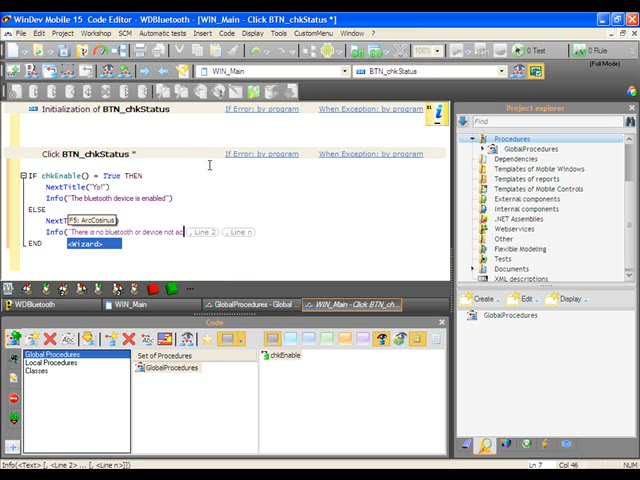 WinDev Mobile 15  Code Editor - WDBluetooth - [WIN_Main - Click BTN_chkStatus *]
File Edit Project Workshop Automatic tests Insert Code Display Tools CustomMenu Window ?
100% 0 Test 0 Rule
(Full Mode)
WIN_Main BTN_chkStatus
Initialization of BTN_chkStatus If Error: by program When Exception: by program
Click BTN_chkStatus * If Error: by program When Exception: by program
IF chkEnable() = True THEN
NextTitle("Yo!")
Info("The bluetooth device is enabled")
ELSE
NextT F5: ArcCosinus )
Info("There is no bluetooth or device not ac , Line 2 ) , Line n )
END <Wizard>
Project explorer
Find
Procedures
GlobalProcedures
Dependencies
Templates of Mobile Windows
Templates of reports
Templates of Mobile Controls
External components
Internal components
.NET Assemblies
Webservices
Other
Flexible Modeling
Tests
Documents
XML descriptions
Create Edit Display
GlobalProcedures
WDBluetooth WIN_Main GlobalProcedures - Global ... WIN_Main - Click BTN_ch...
Code
Global Procedures
Local Procedures
Classes
Set of Procedures
GlobalProcedures
chkEnable
Info(<Text> [, <Line 2> ... [, <Line n>]]) Ln 7 Col 46 NUM